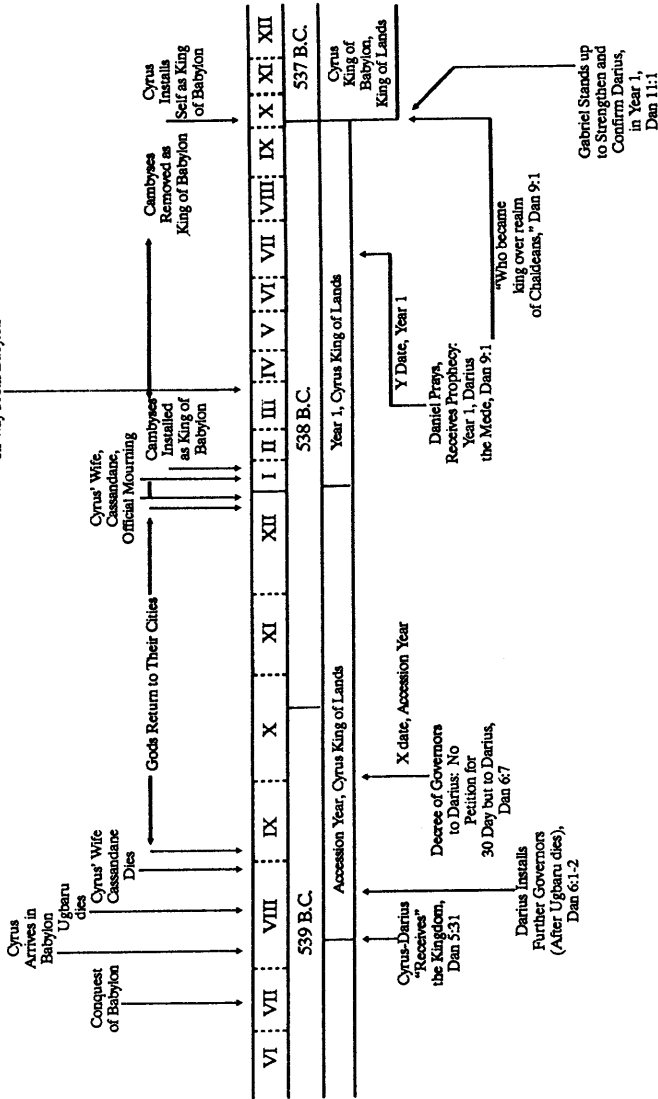 Conquest
of Babylon
Cyrus
Arrives in
Babylon
Ugbaru
dies
Cyrus' Wife
Cassandane
Dies
Gods Return to Their Cities
Cyrus' Wife,
Cassandane,
Official Mourning
Cambyses
Installed
as King of
Babylon
Cambyses
Removed as
King of Babylon
Cyrus
Installs
Self as King
of Babylon
VI VII VIII IX X XI XII I II III IV V VI VII VIII IX X XI XII
539 B.C. 538 B.C. 537 B.C.
Accession Year, Cyrus King of Lands
Year 1, Cyrus King of Lands
Cyrus
King of
Babylon,
King of Lands
Cyrus-Darius
"Receives"
the Kingdom,
Dan 5:31
Darius Installs
Further Governors
(After Ugbaru dies),
Dan 6:1-2
X date, Accession Year
Decree of Governors
to Darius: No
Petition for
30 Day but to Darius,
Dan 6:7
Y Date, Year 1
Daniel Prays,
Receives Prophecy:
Year 1, Darius
the Mede, Dan 9:1
"Who became
king over realm
of Chaldeans," Dan 9:1
Gabriel Stands up
to Strengthen and
Confirm Darius,
in Year 1,
Dan 11:1